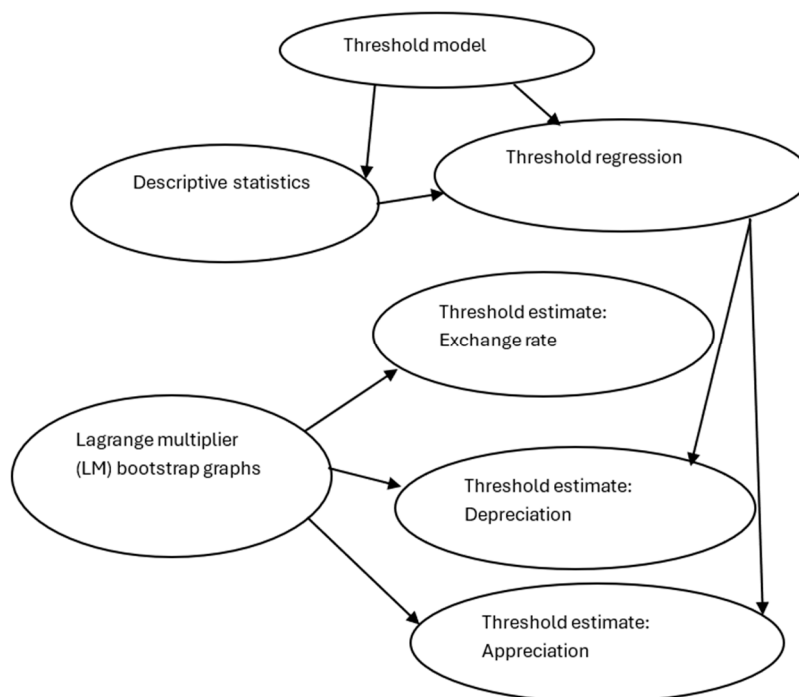 Threshold model
Threshold regression
Descriptive statistics
Threshold estimate:
Exchange rate
Lagrange multiplier
(LM) bootstrap graphs
Threshold estimate:
Depreciation
Threshold estimate:
Appreciation